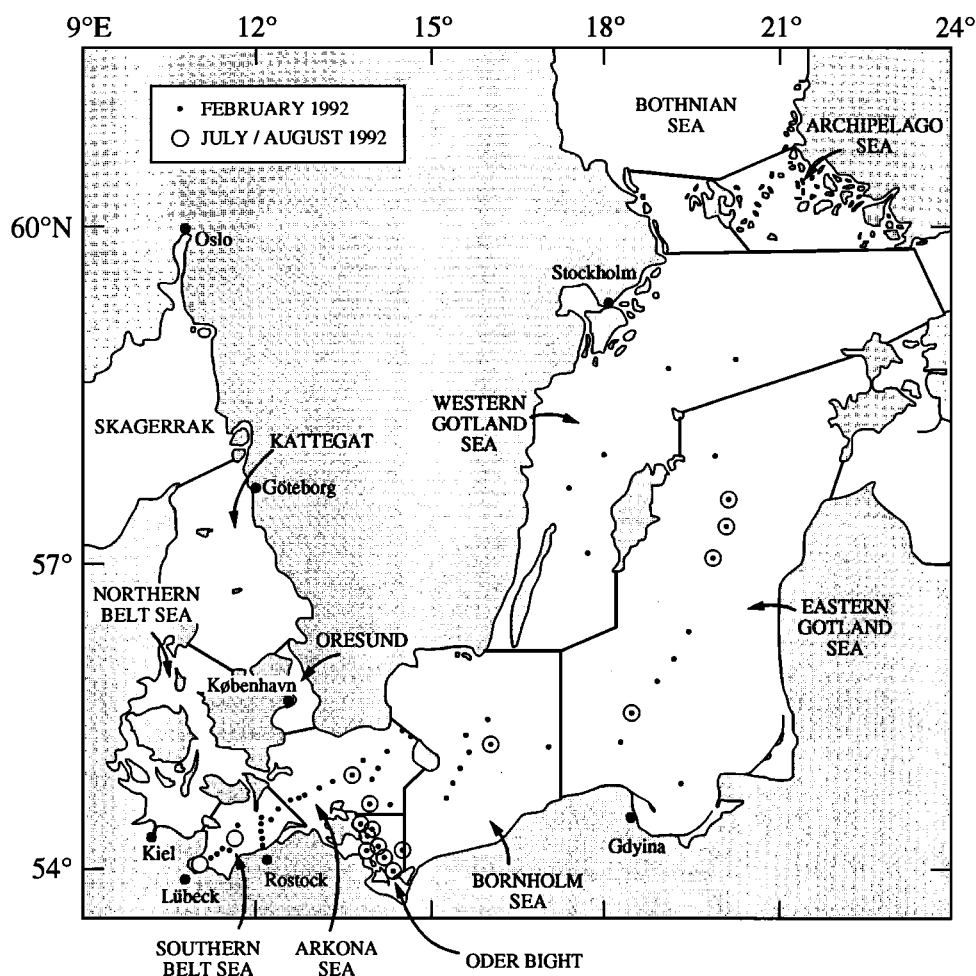 9°E 12° 15° 18° 21° 24°
• FEBRUARY 1992
○ JULY / AUGUST 1992
BOTHNIAN
SEA
ARCHIPELAGO
SEA
60°N
Oslo
Stockholm
WESTERN
GOTLAND
SEA
SKAGERRAK
KATTEGAT
Göteborg
57°
NORTHERN
BELT SEA
ORESUND
EASTERN
GOTLAND
SEA
København
Kiel
Gdyina
54°
Rostock
Lübeck
BORNHOLM
SEA
SOUTHERN
BELT SEA
ARKONA
SEA
ODER BIGHT